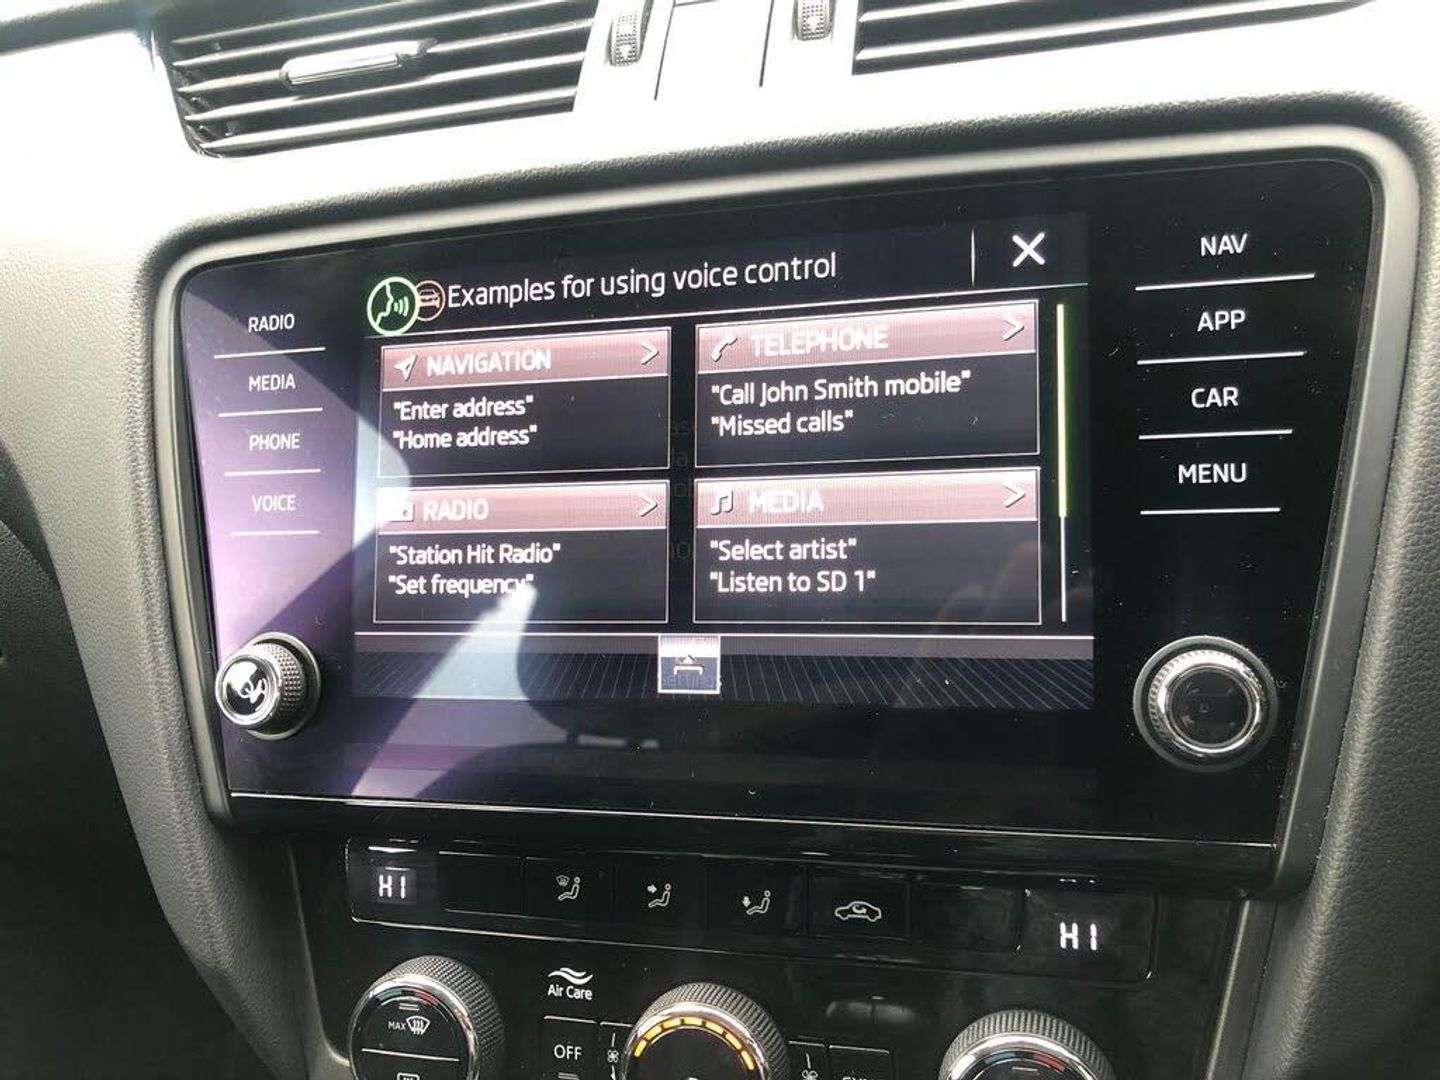 Examples for using voice control
RADIO
MEDIA
PHONE
VOICE
NAVIGATION
"Enter address"
"Home address"
TELEPHONE
"Call John Smith mobile"
"Missed calls"
RADIO
"Station Hit Radio"
"Set frequency"
MEDIA
"Select artist"
"Listen to SD 1"
NAV
APP
CAR
MENU
HI
HI
Air Care
MAX
OFF